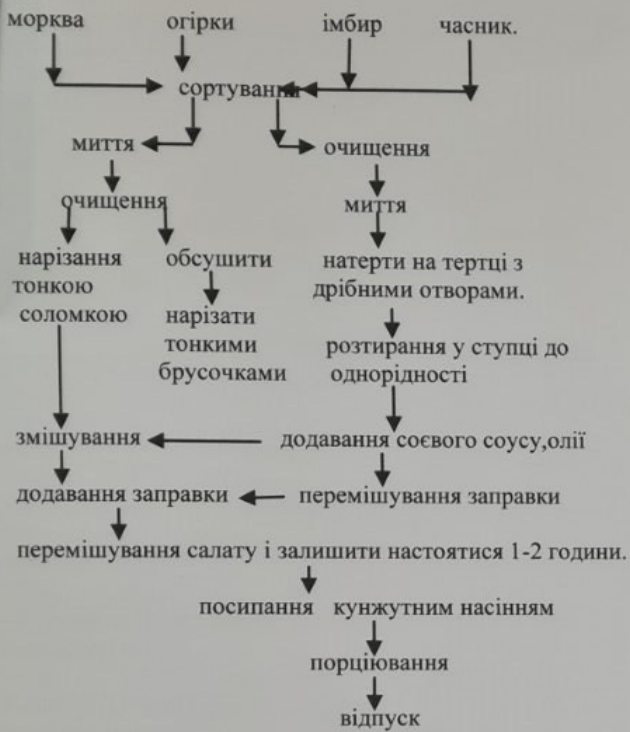 морква огірки імбир часник.
сортування
миття очищення
очищення миття
нарізання обсушити натерти на тертці з
тонкою дрібними отворами.
соломкою нарізати
тонкими розтирання у ступці до
брусочками однорідності
змішування додавання соєвого соусу,олії
додавання заправки перемішування заправки
перемішування салату і залишити настоятися 1-2 години.
посипання кунжутним насінням
порціювання
відпуск